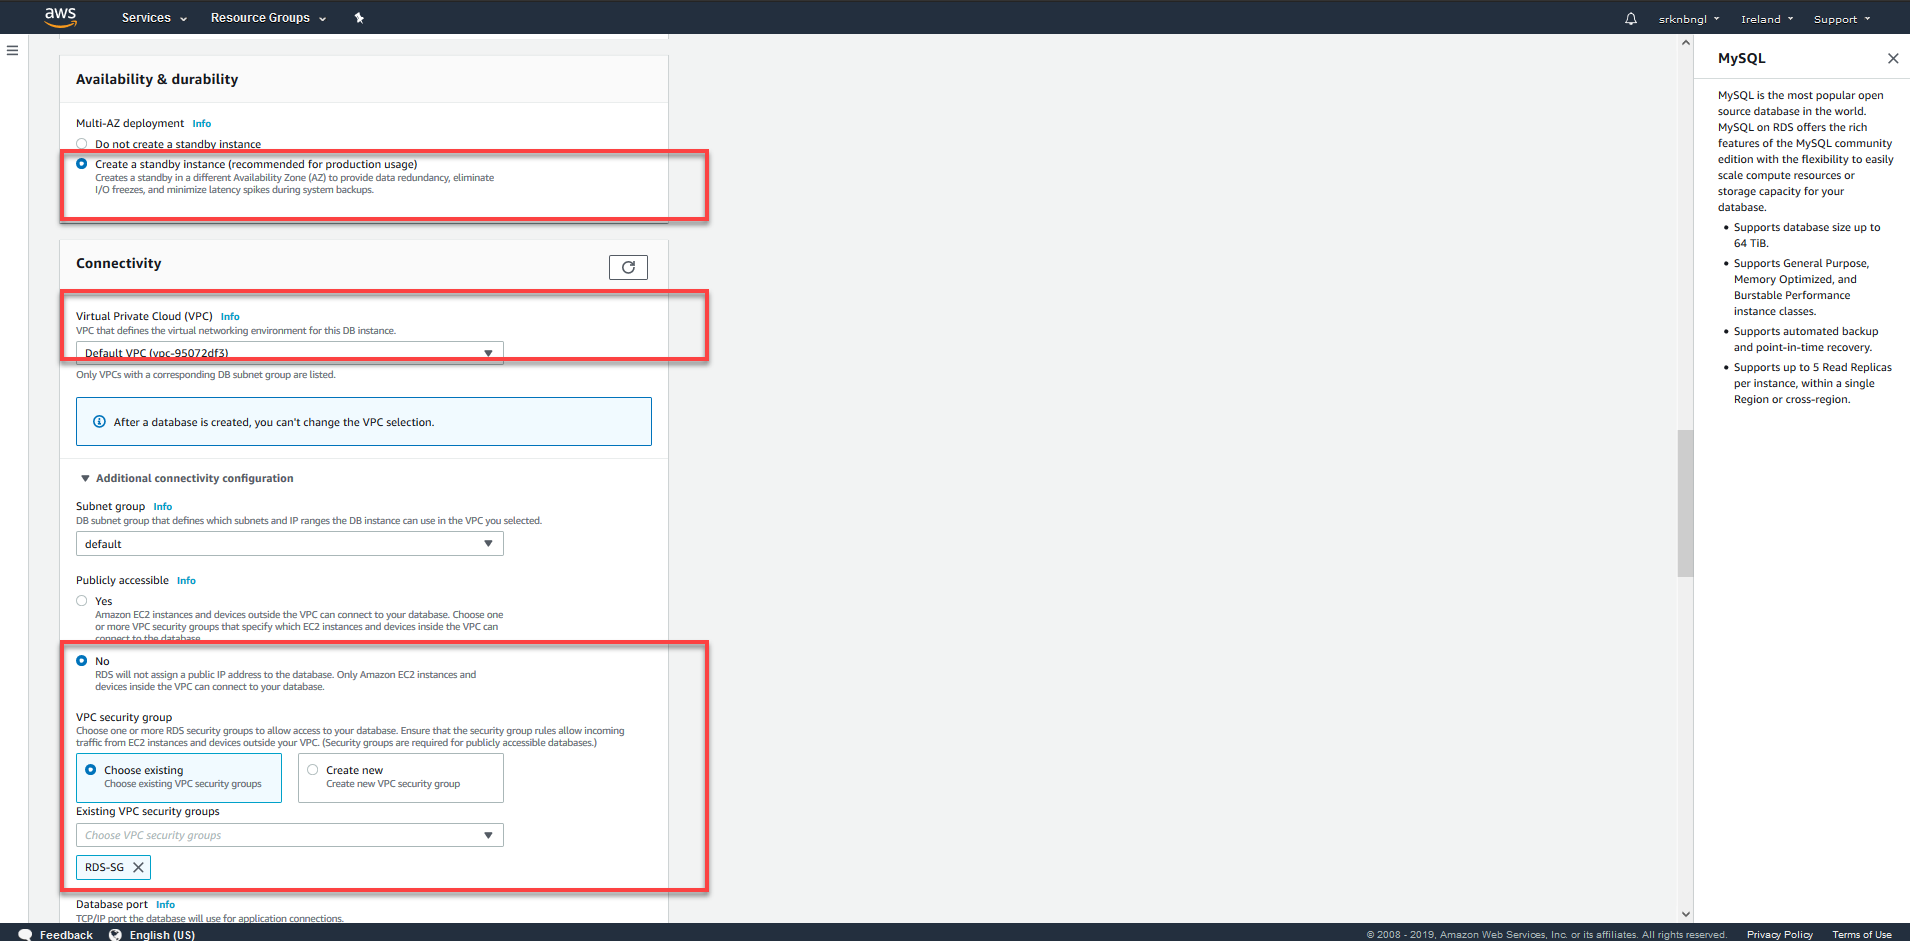 aws Services Resource Groups srknbngl Ireland Support
Availability & durability
Multi-AZ deployment Info
Do not create a standby instance
Create a standby instance (recommended for production usage)
Creates a standby in a different Availability Zone (AZ) to provide data redundancy, eliminate
I/O freezes, and minimize latency spikes during system backups.
Connectivity
Virtual Private Cloud (VPC) Info
VPC that defines the virtual networking environment for this DB instance.
Default VPC (vpc-95072df3)
Only VPCs with a corresponding DB subnet group are listed.
After a database is created, you can't change the VPC selection.
Additional connectivity configuration
Subnet group Info
DB subnet group that defines which subnets and IP ranges the DB instance can use in the VPC you selected.
default
Publicly accessible Info
Yes
Amazon EC2 instances and devices outside the VPC can connect to your database. Choose one
or more VPC security groups that specify which EC2 instances and devices inside the VPC can
connect to the database.
No
RDS will not assign a public IP address to the database. Only Amazon EC2 instances and
devices inside the VPC can connect to your database.
VPC security group
Choose one or more RDS security groups to allow access to your database. Ensure that the security group rules allow incoming
traffic from EC2 instances and devices outside your VPC. (Security groups are required for publicly accessible databases.)
Choose existing
Choose existing VPC security groups
Create new
Create new VPC security group
Existing VPC security groups
Choose VPC security groups
RDS-SG
Database port Info
TCP/IP port the database will use for application connections.
MySQL
MySQL is the most popular open
source database in the world.
MySQL on RDS offers the rich
features of the MySQL community
edition with the flexibility to easily
scale compute resources or
storage capacity for your
database.
• Supports database size up to
64 TiB.
• Supports General Purpose,
Memory Optimized, and
Burstable Performance
instance classes.
• Supports automated backup
and point-in-time recovery.
• Supports up to 5 Read Replicas
per instance, within a single
Region or cross-region.
Feedback English (US) © 2008 - 2019, Amazon Web Services, Inc. or its affiliates. All rights reserved. Privacy Policy Terms of Use